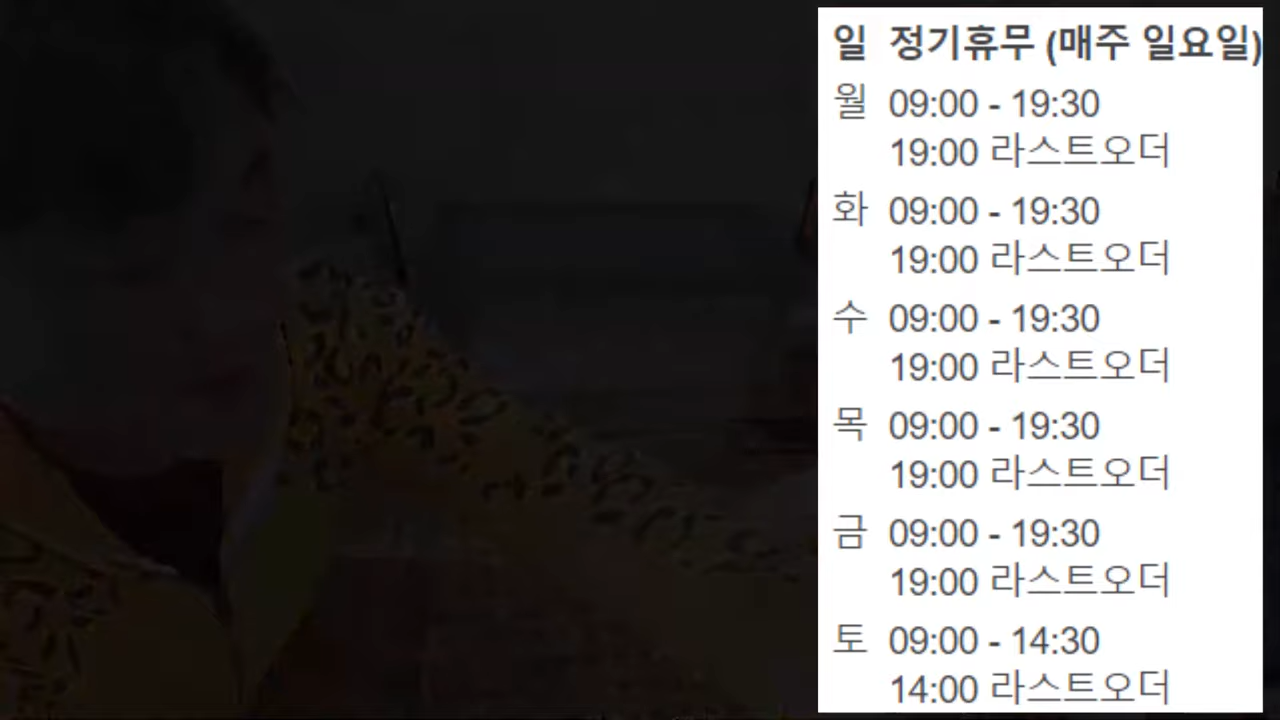 일 정기휴무 (매주 일요일)
월 09:00 - 19:30
19:00 라스트오더
화 09:00 - 19:30
19:00 라스트오더
수 09:00 - 19:30
19:00 라스트오더
목 09:00 - 19:30
19:00 라스트오더
금 09:00 - 19:30
19:00 라스트오더
토 09:00 - 14:30
14:00 라스트오더